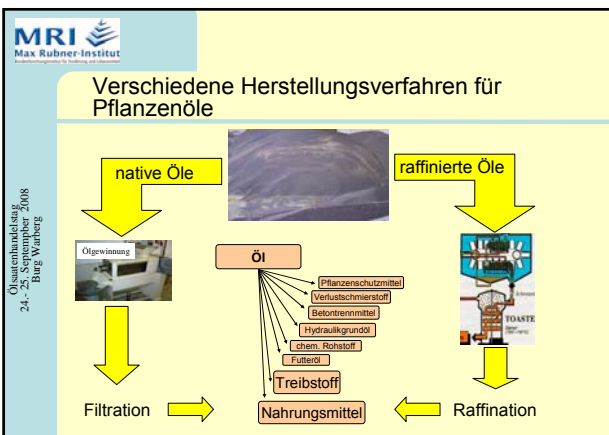 MRI
Max Rubner-Institut
Verschiedene Herstellungsverfahren für
Pflanzenöle
Ölsaatenhandelstag
24.- 25. September 2008
Burg Warberg
native Öle
raffinierte Öle
Ölgewinnung
Öl
Pflanzenschutzmittel
Verlustschmierstoff
Betontrennmittel
Hydraulikgrundöl
chem. Rohstoff
Futteröl
Treibstoff
Nahrungsmittel
TOASTE
Filtration
Raffination